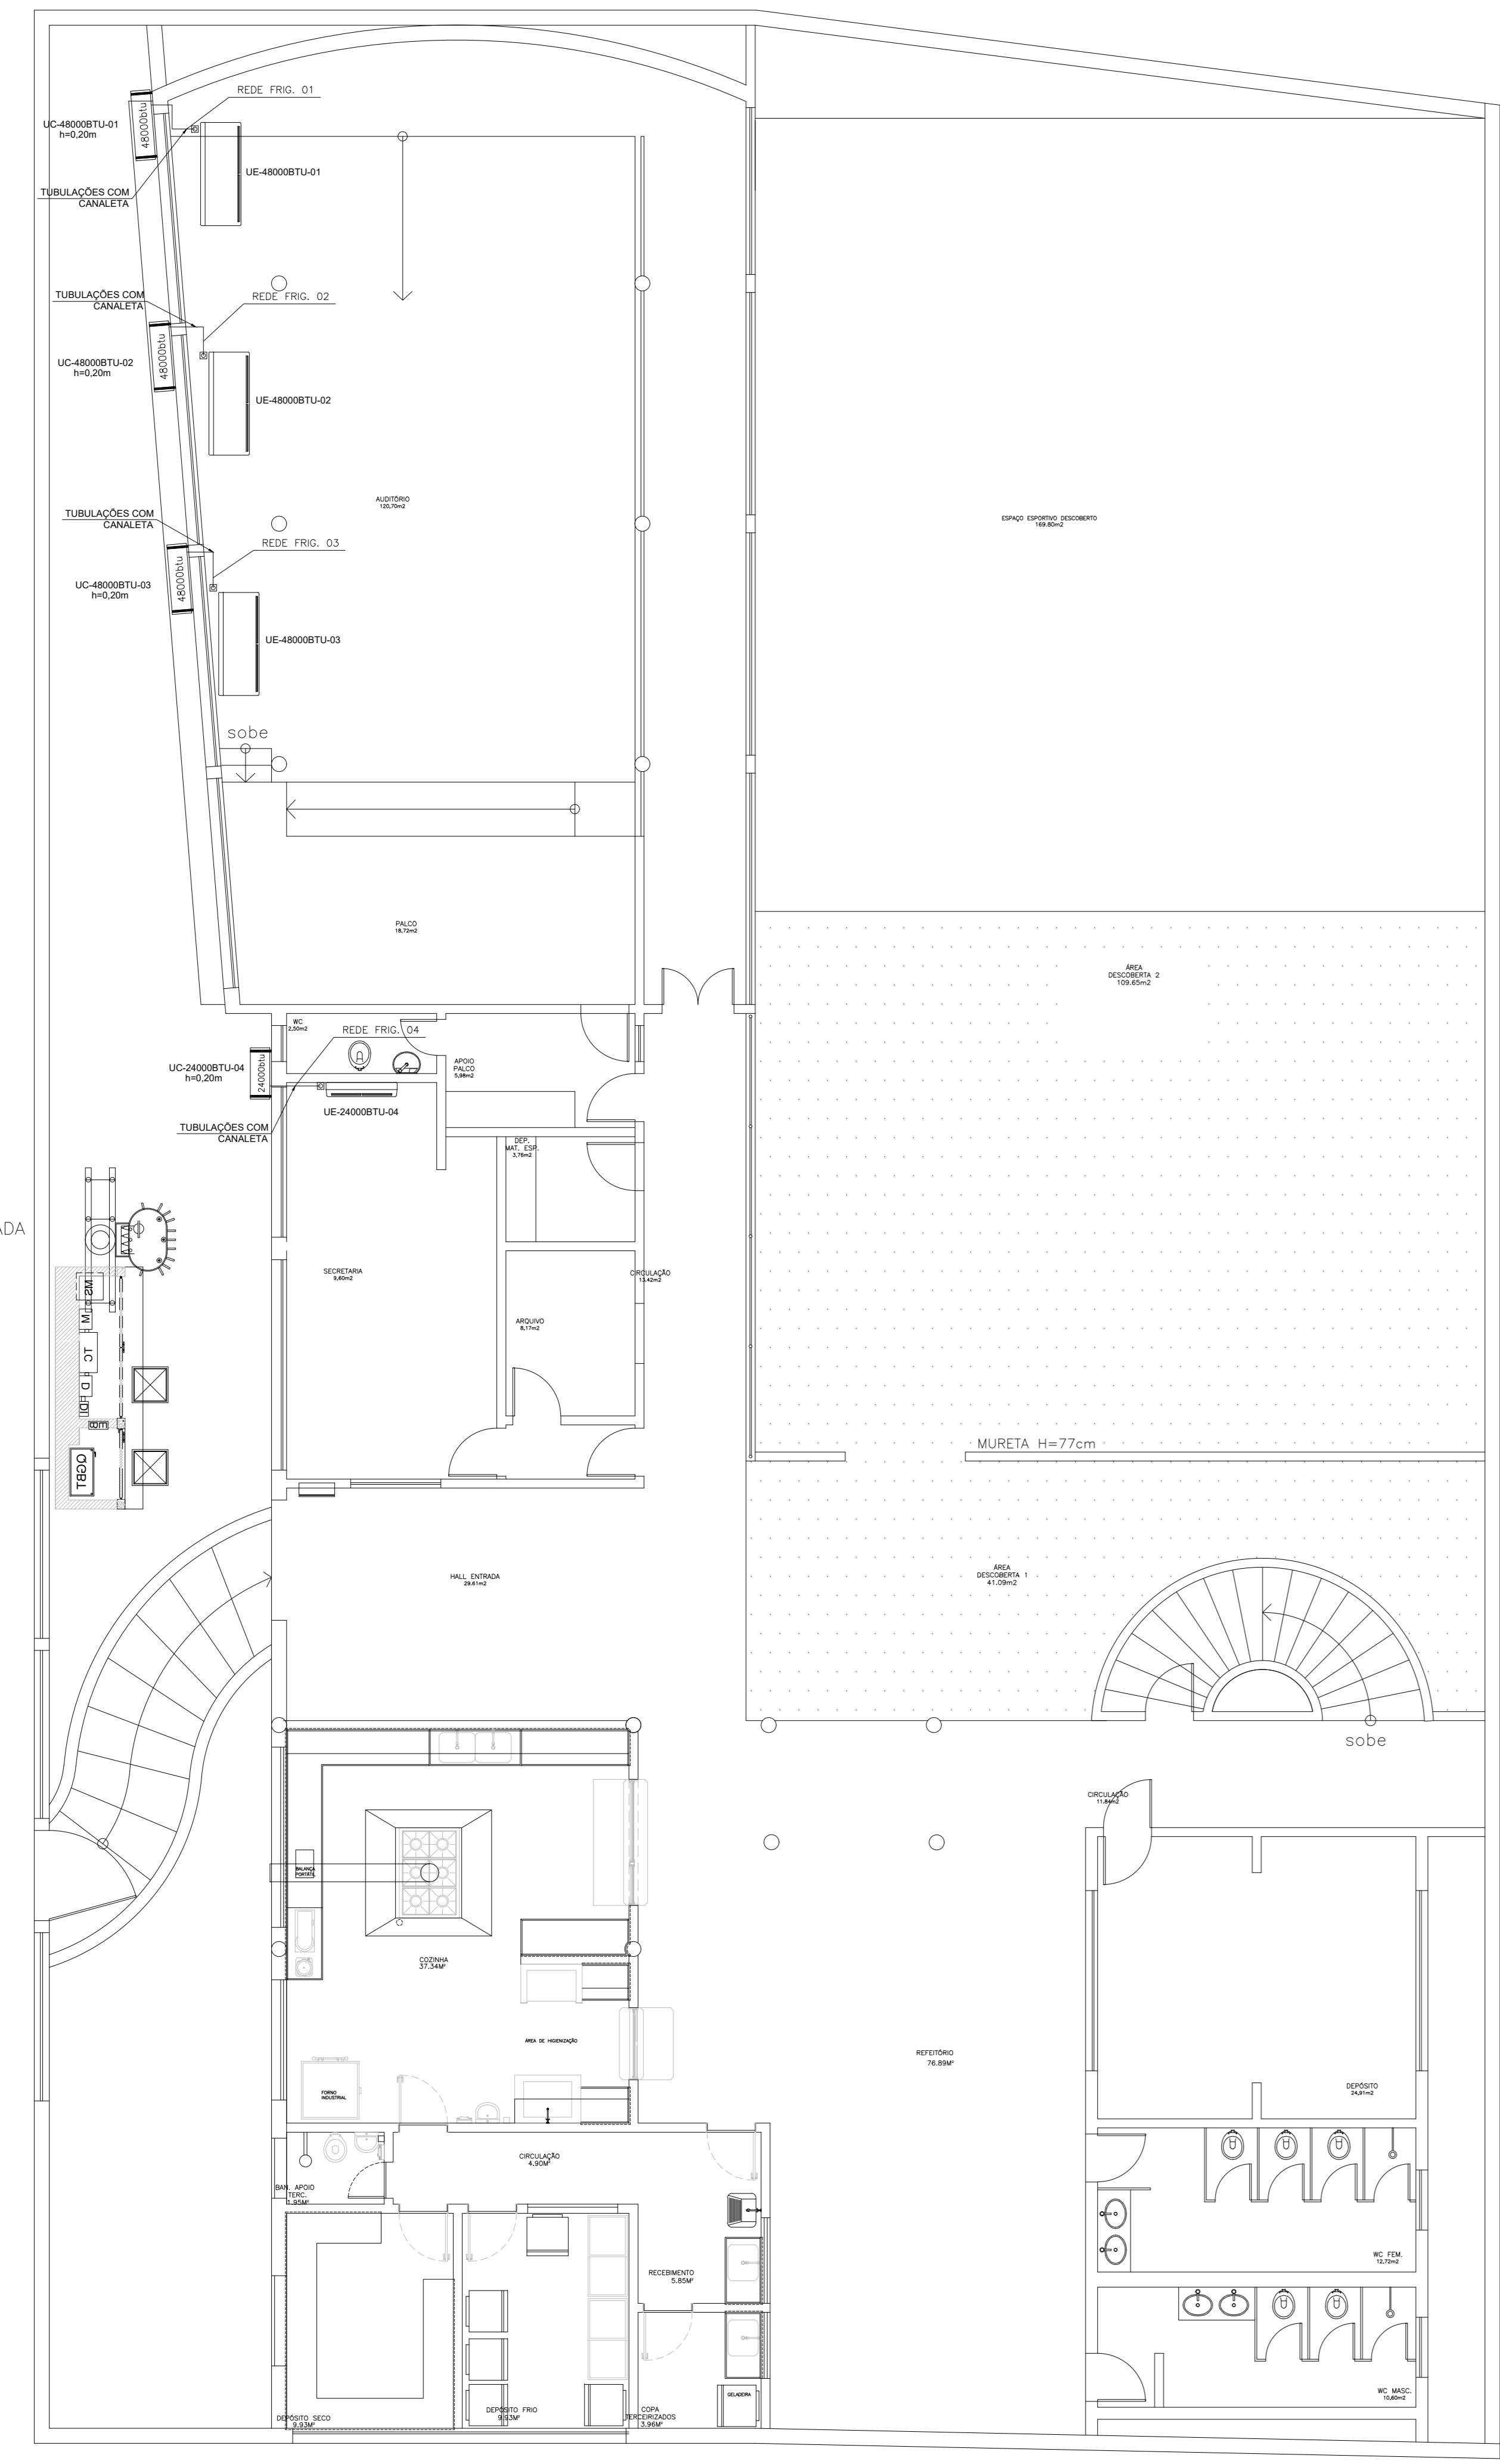 REDE FRIG. 01
UC-48000BTU-01
h=0,20m
48000btu
UE-48000BTU-01
TUBULAÇÕES COM
CANALETA
TUBULAÇÕES COM
CANALETA
REDE FRIG. 02
UC-48000BTU-02
h=0,20m
48000btu
UE-48000BTU-02
AUDITÓRIO
120,70m2
ESPAÇO ESPORTIVO DESCOBERTO
169.80m2
TUBULAÇÕES COM
CANALETA
REDE FRIG. 03
UC-48000BTU-03
h=0,20m
48000btu
UE-48000BTU-03
sobe
PALCO
18,72m2
ÁREA
DESCOBERTA 2
109.65m2
WC
2,50m2
REDE FRIG. 04
UC-24000BTU-04
h=0,20m
24000btu
APOIO
PALCO
5,98m2
UE-24000BTU-04
TUBULAÇÕES COM
CANALETA
DEP.
MAT. ESP.
3,76m2
ADA
SECRETARIA
9,60m2
CIRCULAÇÃO
13,42m2
MS
M
TC
D
DI
EB
QGBT
ARQUIVO
8,17m2
MURETA H=77cm
HALL ENTRADA
29.61m2
ÁREA
DESCOBERTA 1
41.09m2
sobe
CIRCULAÇÃO
11,84m2
BALANÇA
PORTÁTIL
COZINHA
37.34M²
ÁREA DE HIGIENIZAÇÃO
REFEITÓRIO
76.89M²
FORNO
INDUSTRIAL
DEPÓSITO
24,91m2
CIRCULAÇÃO
4.90M²
BAN. APOIO
TERC.
1.95M²
WC FEM.
12,72m2
RECEBIMENTO
5.85M²
GELADEIRA
WC MASC.
10,60m2
DEPÓSITO SECO
9.93M²
DEPÓSITO FRIO
9.93M²
COPA
TERCEIRIZADOS
3.96M²